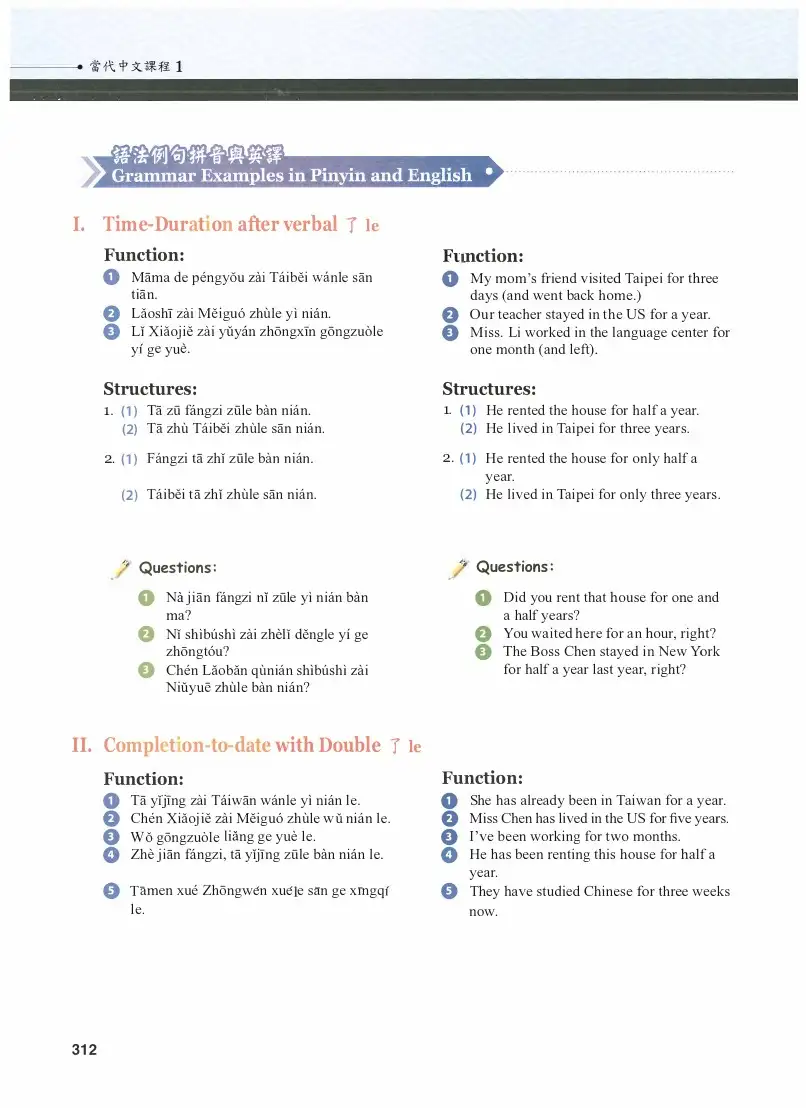 當代中文課程 1
語法例句拼音與英譯
Grammar Examples in Pinyin and English
I. Time-Duration after verbal 了 le
Function:
1 Māma de péngyǒu zài Táiběi wánle sān
tiān.
2 Lǎoshī zài Měiguó zhùle yì nián.
3 Lǐ Xiǎojiě zài yǔyán zhōngxīn gōngzuòle
yí ge yuè.
Structures:
1. (1) Tā zū fángzi zūle bàn nián.
(2) Tā zhù Táiběi zhùle sān nián.
2. (1) Fángzi tā zhǐ zūle bàn nián.
(2) Táiběi tā zhǐ zhùle sān nián.
Questions:
1 Nà jiān fángzi nǐ zūle yì nián bàn
ma?
2 Nǐ shìbúshì zài zhèlǐ děngle yí ge
zhōngtóu?
3 Chén Lǎobǎn qùnián shìbúshì zài
Niǔyuē zhùle bàn nián?
Function:
1 My mom's friend visited Taipei for three
days (and went back home.)
2 Our teacher stayed in the US for a year.
3 Miss. Li worked in the language center for
one month (and left).
Structures:
1. (1) He rented the house for half a year.
(2) He lived in Taipei for three years.
2. (1) He rented the house for only half a
year.
(2) He lived in Taipei for only three years.
Questions:
1 Did you rent that house for one and
a half years?
2 You waited here for an hour, right?
3 The Boss Chen stayed in New York
for half a year last year, right?
II. Completion-to-date with Double 了 le
Function:
1 Tā yǐjīng zài Táiwān wánle yì nián le.
2 Chén Xiǎojiě zài Měiguó zhùle wǔ nián le.
3 Wǒ gōngzuòle liǎng ge yuè le.
4 Zhè jiān fángzi, tā yǐjīng zūle bàn nián le.
5 Tāmen xué Zhōngwén xuéle sān ge xīngqí
le.
Function:
1 She has already been in Taiwan for a year.
2 Miss Chen has lived in the US for five years.
3 I've been working for two months.
4 He has been renting this house for half a
year.
5 They have studied Chinese for three weeks
now.
312